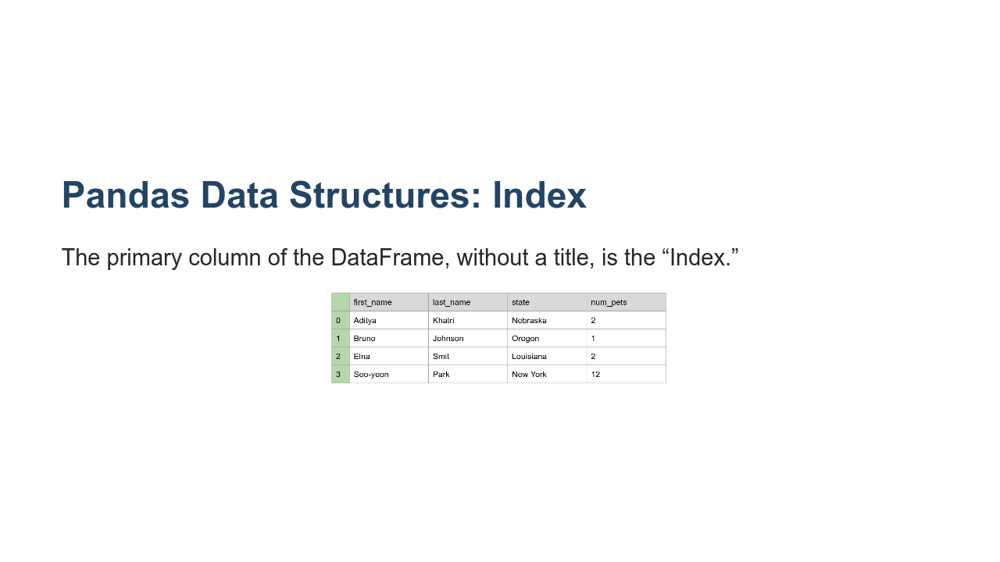 Pandas Data Structures: Index
The primary column of the DataFrame, without a title, is the “Index.”
first_name last_name state num_pets
0 Aditya Khatri Nebraska 2
1 Bruno Johnson Oregon 1
2 Elna Smil Louisiana 2
3 Seo-yeon Park New York 12